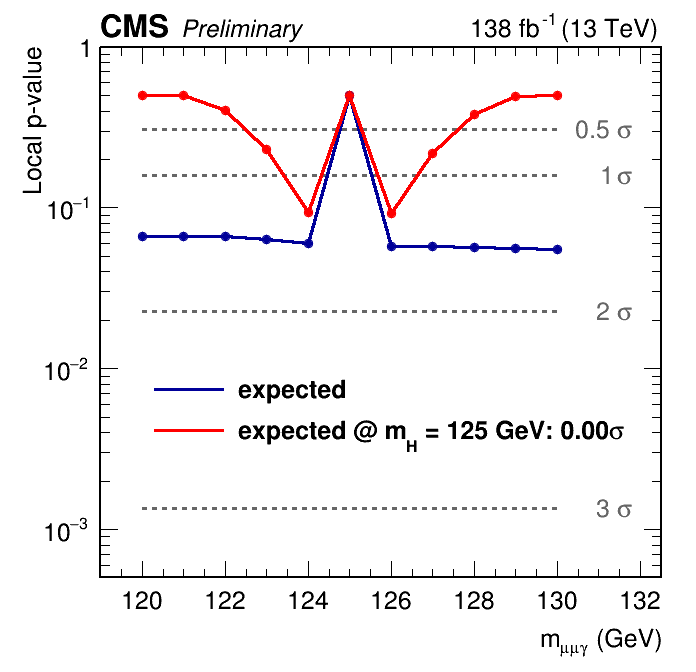 CMS Preliminary 138 fb⁻¹ (13 TeV)
Local p-value
1
10⁻¹
10⁻²
10⁻³
0.5 σ
1 σ
2 σ
3 σ
expected
expected @ m_H = 125 GeV: 0.00σ
120 122 124 126 128 130 132
m_μμγ (GeV)